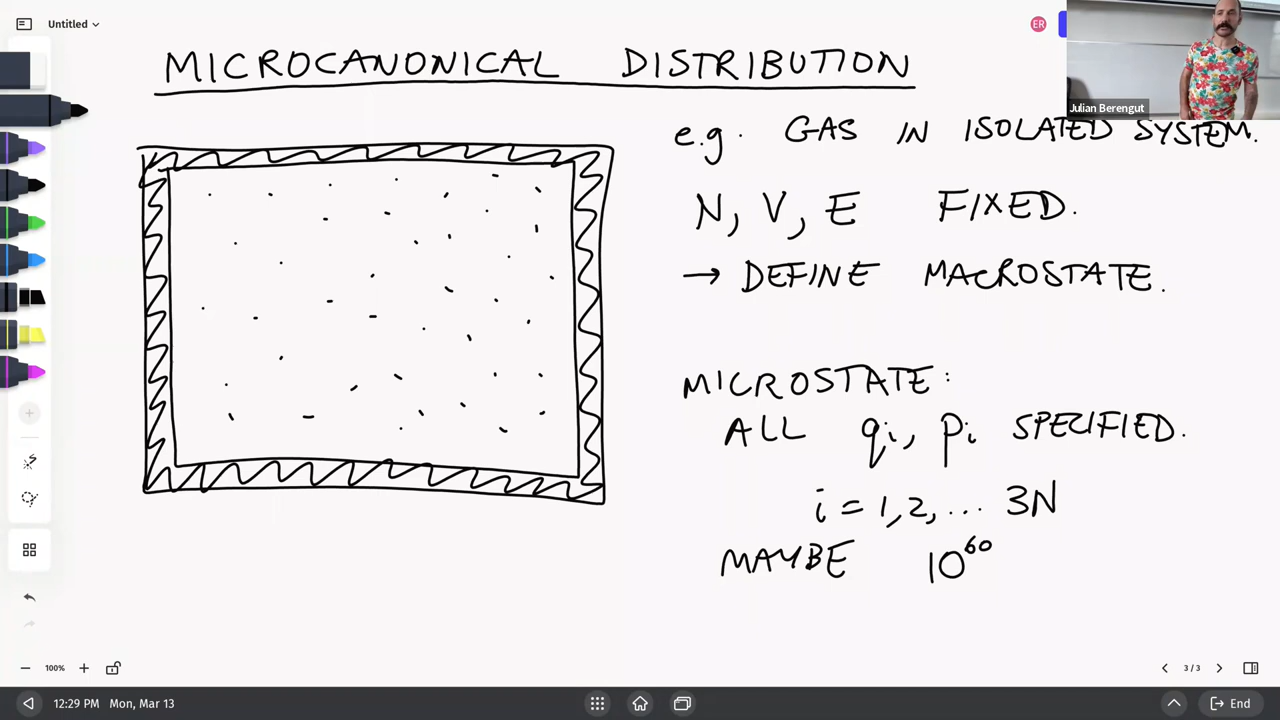 Untitled
ER
MICROCANONICAL DISTRIBUTION
Julian Berengut
e.g. GAS IN ISOLATED SYSTEM.
N, V, E FIXED.
→ DEFINE MACROSTATE.
MICROSTATE:
ALL qi, pi SPECIFIED.
i = 1,2,... 3N
MAYBE 10^60
100%
3/3
12:29 PM Mon, Mar 13
End